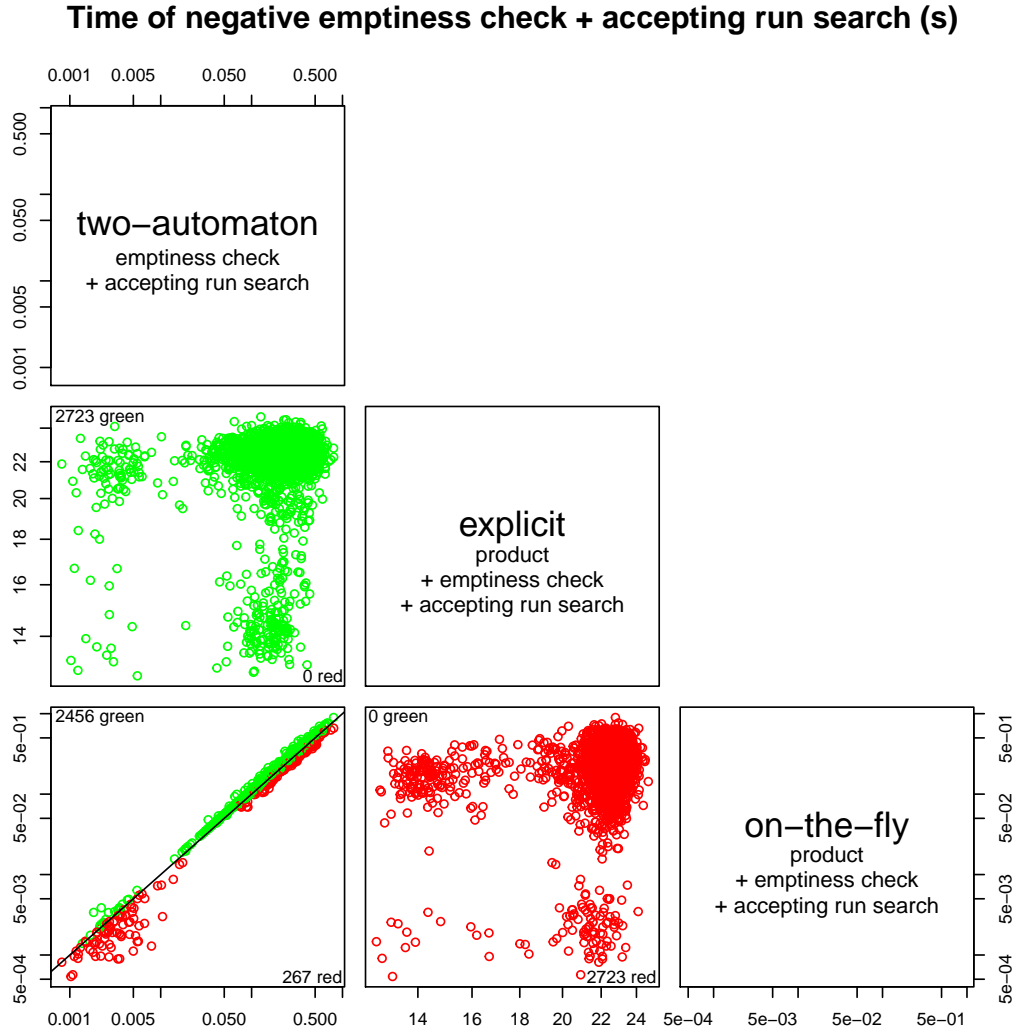 Time of negative emptiness check + accepting run search (s)
0.001 0.005 0.050 0.500
0.500
0.050
0.005
0.001
two−automaton
emptiness check
+ accepting run search
2723 green
0 red
22
20
18
16
14
explicit
product
+ emptiness check
+ accepting run search
2456 green
267 red
5e−01
5e−02
5e−03
5e−04
0 green
2723 red
on−the−fly
product
+ emptiness check
+ accepting run search
5e−01
5e−02
5e−03
5e−04
0.001 0.005 0.050 0.500
14 16 18 20 22 24
5e−04 5e−03 5e−02 5e−01